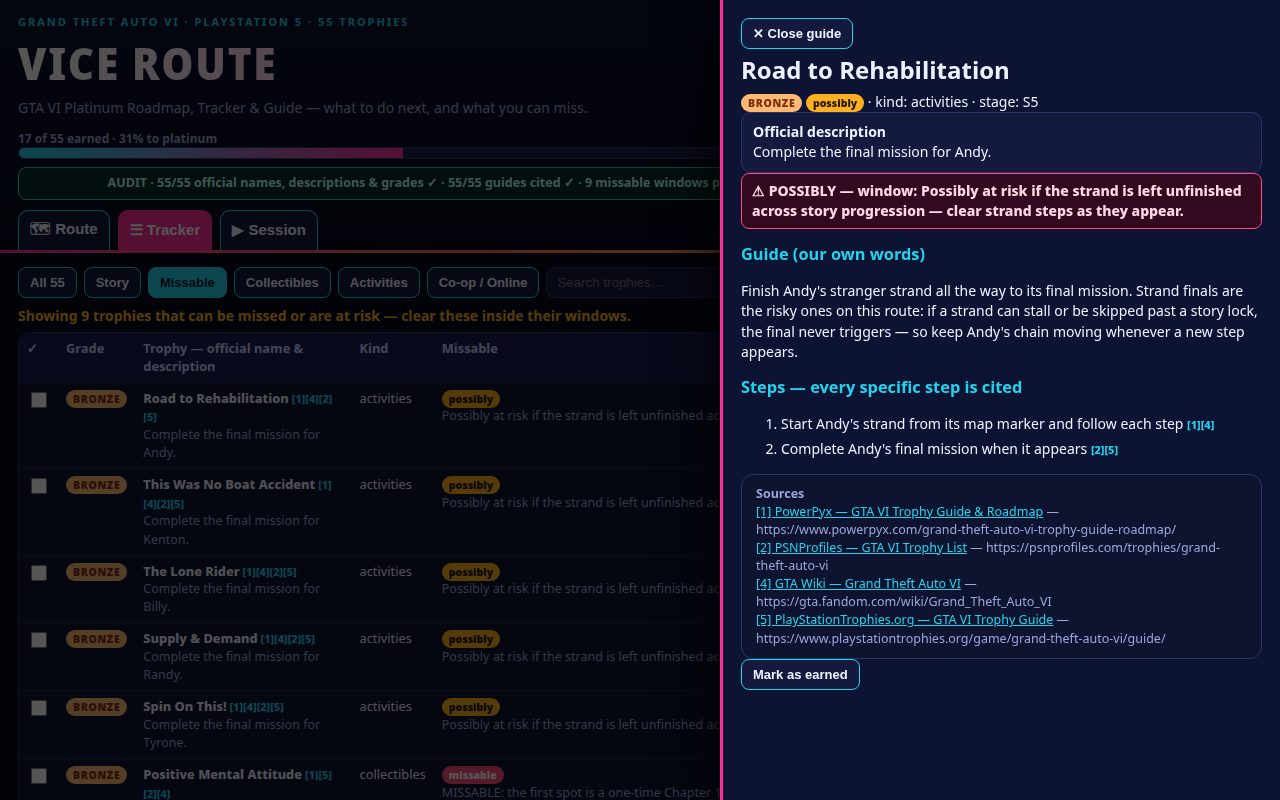 GRAND THEFT AUTO VI · PLAYSTATION 5 · 55 TROPHIES
VICE ROUTE
GTA VI Platinum Roadmap, Tracker & Guide — what to do next, and what you can miss.
17 of 55 earned · 31% to platinum
AUDIT · 55/55 official names, descriptions & grades ✓ · 55/55 guides cited ✓ · 9 missable windows
🗺 Route
☰ Tracker
▶ Session
All 55
Story
Missable
Collectibles
Activities
Co-op / Online
Search trophies…
Showing 9 trophies that can be missed or are at risk — clear these inside their windows.
✓ Grade Trophy — official name & description Kind Missable
BRONZE Road to Rehabilitation [1][4][2][5] activities possibly
Complete the final mission for Andy.
Possibly at risk if the strand is left unfinished
BRONZE This Was No Boat Accident [1][4][2][5] activities possibly
Complete the final mission for Kenton.
Possibly at risk if the strand is left unfinished
BRONZE The Lone Rider [1][4][2][5] activities possibly
Complete the final mission for Billy.
Possibly at risk if the strand is left unfinished
BRONZE Supply & Demand [1][4][2][5] activities possibly
Complete the final mission for Randy.
Possibly at risk if the strand is left unfinished
BRONZE Spin On This! [1][4][2][5] activities possibly
Complete the final mission for Tyrone.
Possibly at risk if the strand is left unfinished
BRONZE Positive Mental Attitude [1][5][2][4] collectibles missable
MISSABLE: the first spot is a one-time Chapter
✕ Close guide
Road to Rehabilitation
BRONZE possibly · kind: activities · stage: S5
Official description
Complete the final mission for Andy.
⚠ POSSIBLY — window: Possibly at risk if the strand is left unfinished
across story progression — clear strand steps as they appear.
Guide (our own words)
Finish Andy's stranger strand all the way to its final mission. Strand finals are
the risky ones on this route: if a strand can stall or be skipped past a story lock,
the final never triggers — so keep Andy's chain moving whenever a new step
appears.
Steps — every specific step is cited
1. Start Andy's strand from its map marker and follow each step [1][4]
2. Complete Andy's final mission when it appears [2][5]
Sources
[1] PowerPyx — GTA VI Trophy Guide & Roadmap —
https://www.powerpyx.com/grand-theft-auto-vi-trophy-guide-roadmap/
[2] PSNProfiles — GTA VI Trophy List — https://psnprofiles.com/trophies/grand-
theft-auto-vi
[4] GTA Wiki — Grand Theft Auto VI —
https://gta.fandom.com/wiki/Grand_Theft_Auto_VI
[5] PlayStationTrophies.org — GTA VI Trophy Guide —
https://www.playstationtrophies.org/game/grand-theft-auto-vi/guide/
Mark as earned